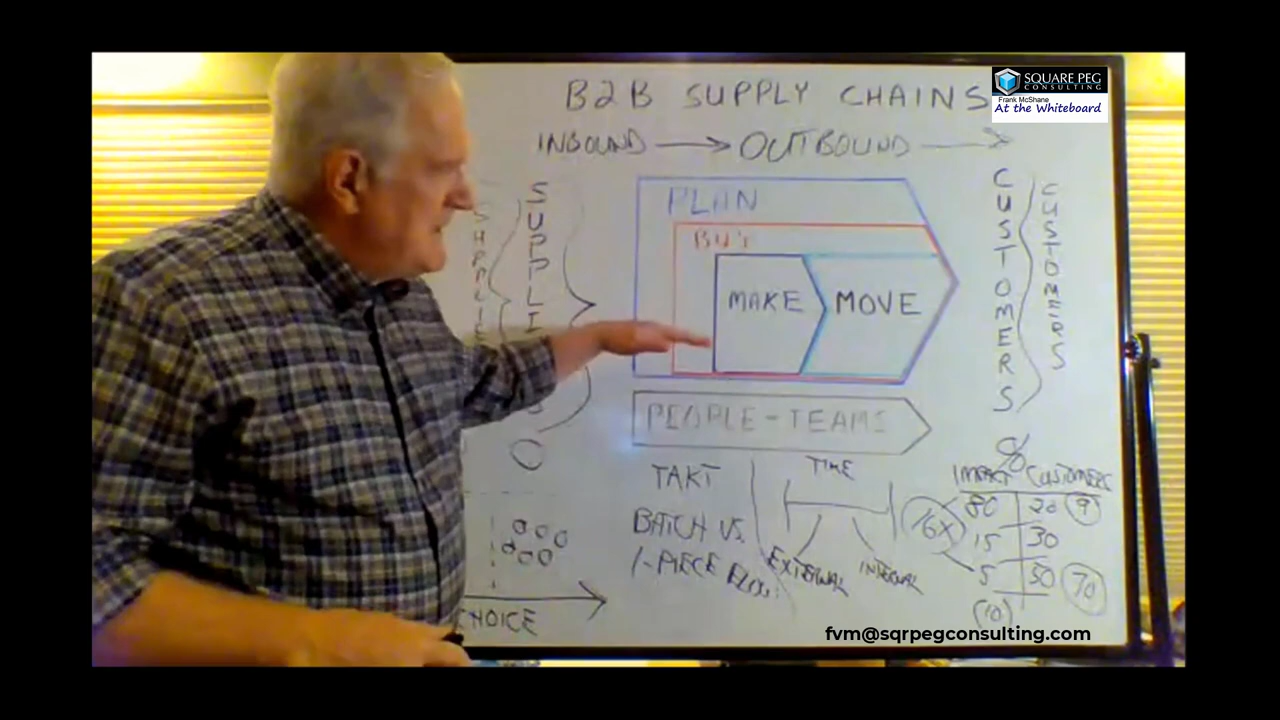 SQUARE PEG
CONSULTING
Frank McShane
At the Whiteboard
B2B SUPPLY CHAINS
INBOUND → OUTBOUND →
SUPPLIE
SUPPLI
PLAN
BUY
MAKE
MOVE
CUSTOMERS
CUSTOMERS
PEOPLE - TEAMS
TAKT
BATCH VS.
1-PIECE FLOW
TIME
EXTERNAL
INTERNAL
%
IMPACT CUSTOMERS
16X
80 20 9
15 30
5 50 70
(10)
CHOICE
fvm@sqrpegconsulting.com